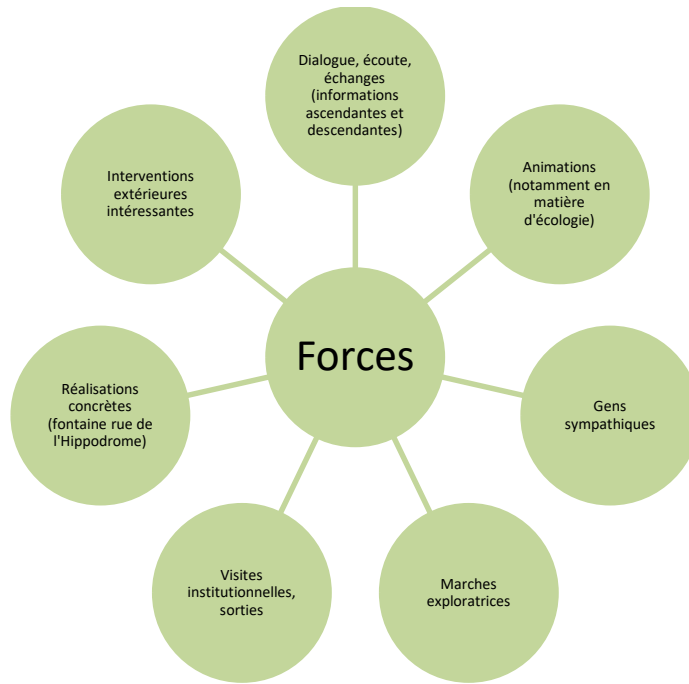 Dialogue, écoute,
échanges
(informations
ascendantes et
descendantes)
Animations
(notamment en
matière
d'écologie)
Gens
sympathiques
Marches
exploratrices
Visites
institutionnelles,
sorties
Réalisations
concrètes
(fontaine rue de
l'Hippodrome)
Interventions
extérieures
intéressantes
Forces